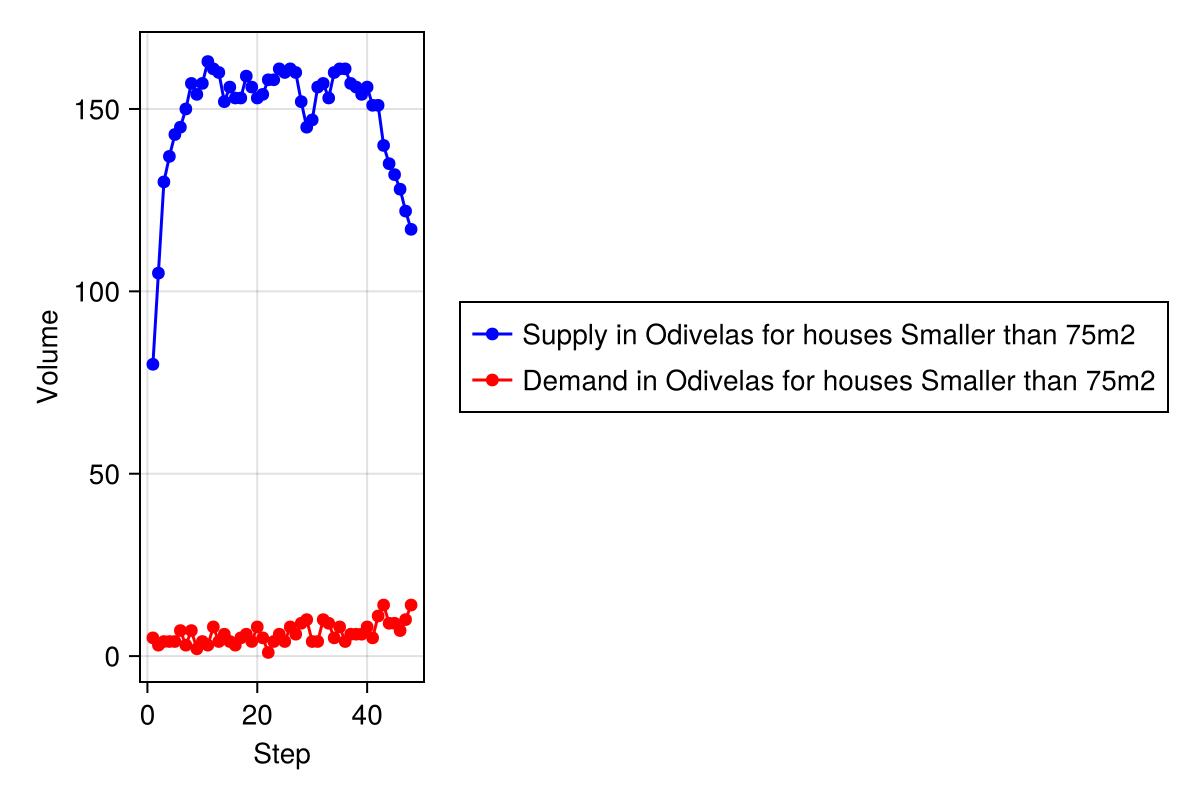 150
100
50
0
Volume
0 20 40
Step
Supply in Odivelas for houses Smaller than 75m2
Demand in Odivelas for houses Smaller than 75m2